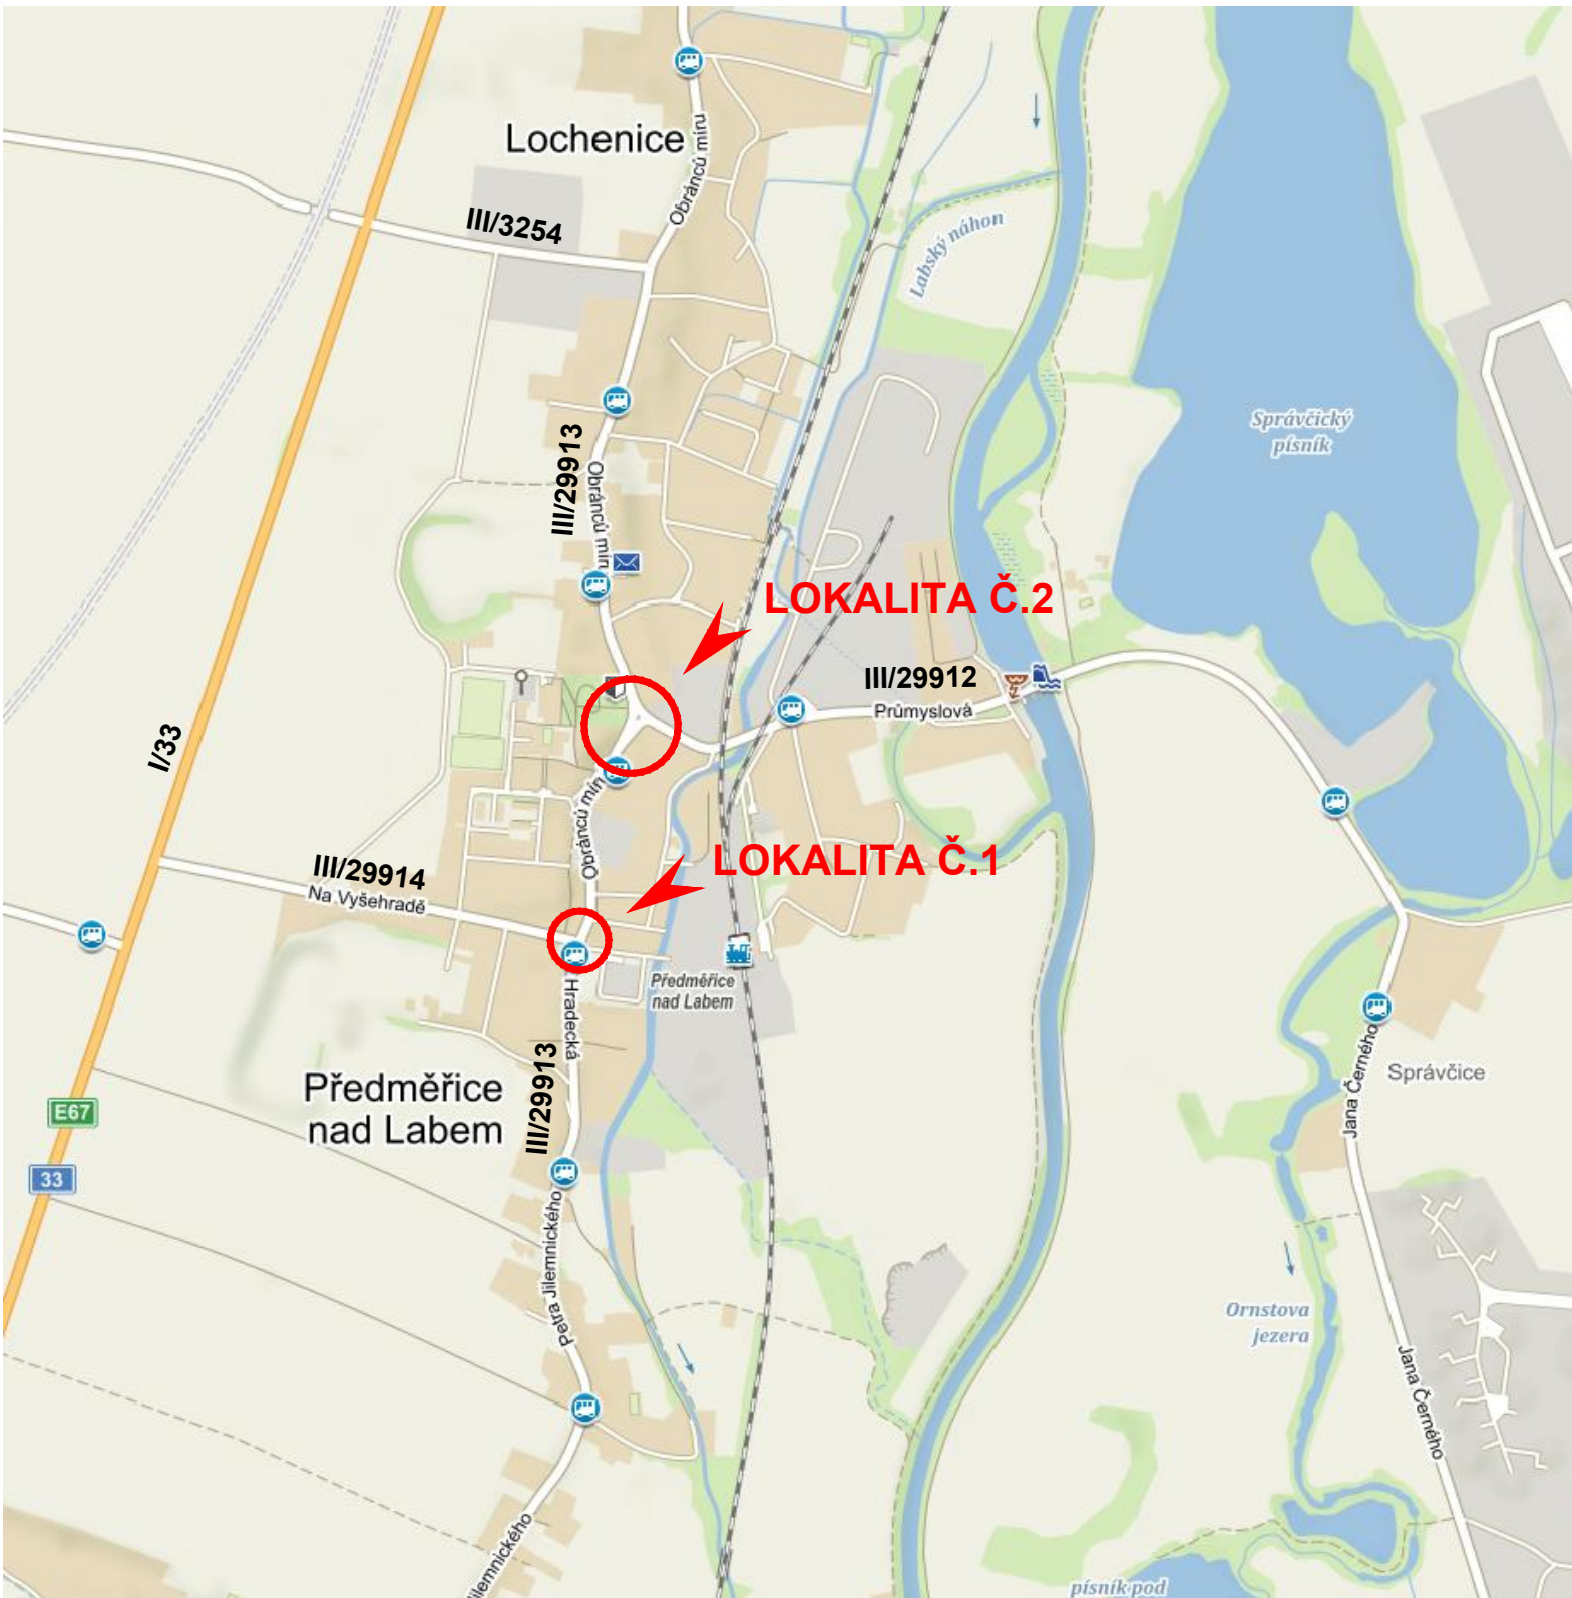 Lochenice
Obránců míru
III/3254
Labský náhon
Správčický
písník
III/29913
Obránců míru
LOKALITA Č.2
III/29912
Průmyslová
I/33
Obránců míru
LOKALITA Č.1
III/29914
Na Vyšehradě
Předměřice
nad Labem
Hradecká
III/29913
Předměřice
nad Labem
E67
33
Jana Černého
Správčice
Petra Jilemnického
Ornstova
jezera
Jana Černého
ilemnického
písník pod